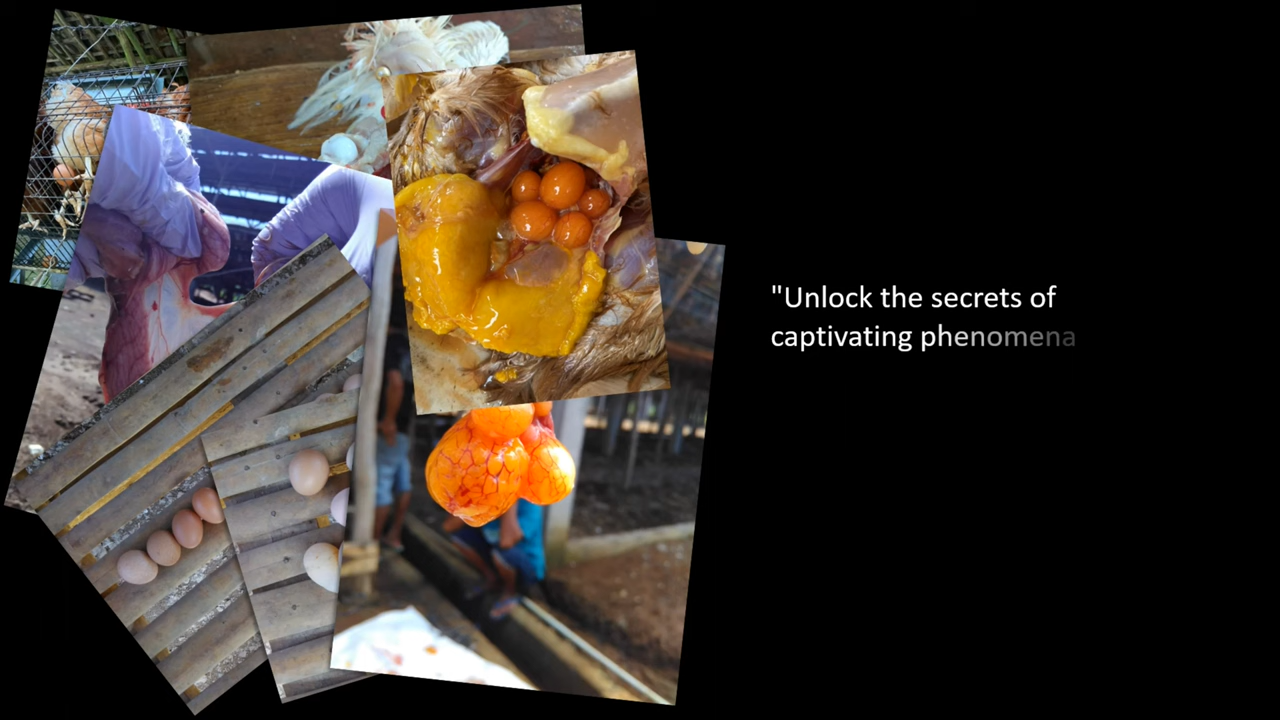 "Unlock the secrets of
captivating phenomena